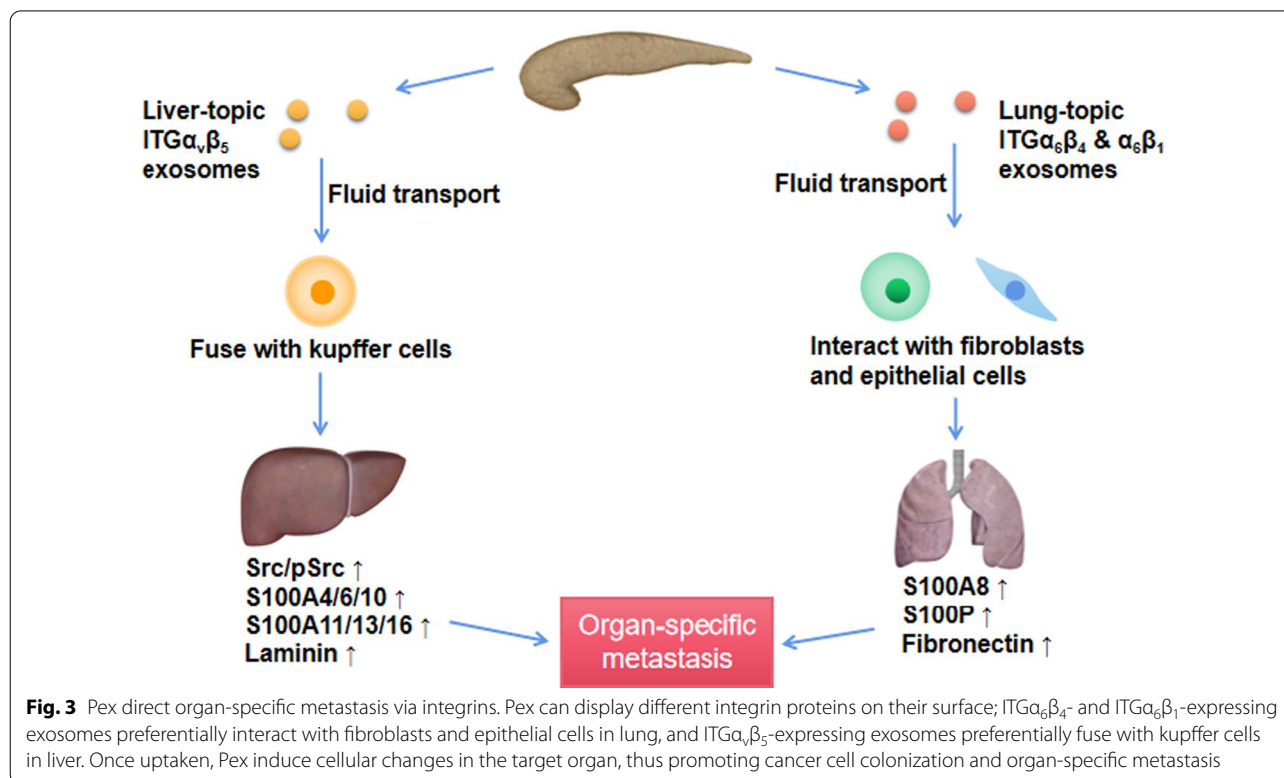 Liver-topic
ITGαᵥβ₅
exosomes
Fluid transport
Fuse with kupffer cells
Src/pSrc ↑
S100A4/6/10 ↑
S100A11/13/16 ↑
Laminin ↑
Lung-topic
ITGα₆β₄ & α₆β₁
exosomes
Fluid transport
Interact with fibroblasts
and epithelial cells
S100A8 ↑
S100P ↑
Fibronectin ↑
Organ-specific
metastasis
Fig. 3 Pex direct organ-specific metastasis via integrins. Pex can display different integrin proteins on their surface; ITGα₆β₄- and ITGα₆β₁-expressing
exosomes preferentially interact with fibroblasts and epithelial cells in lung, and ITGαᵥβ₅-expressing exosomes preferentially fuse with kupffer cells
in liver. Once uptaken, Pex induce cellular changes in the target organ, thus promoting cancer cell colonization and organ-specific metastasis